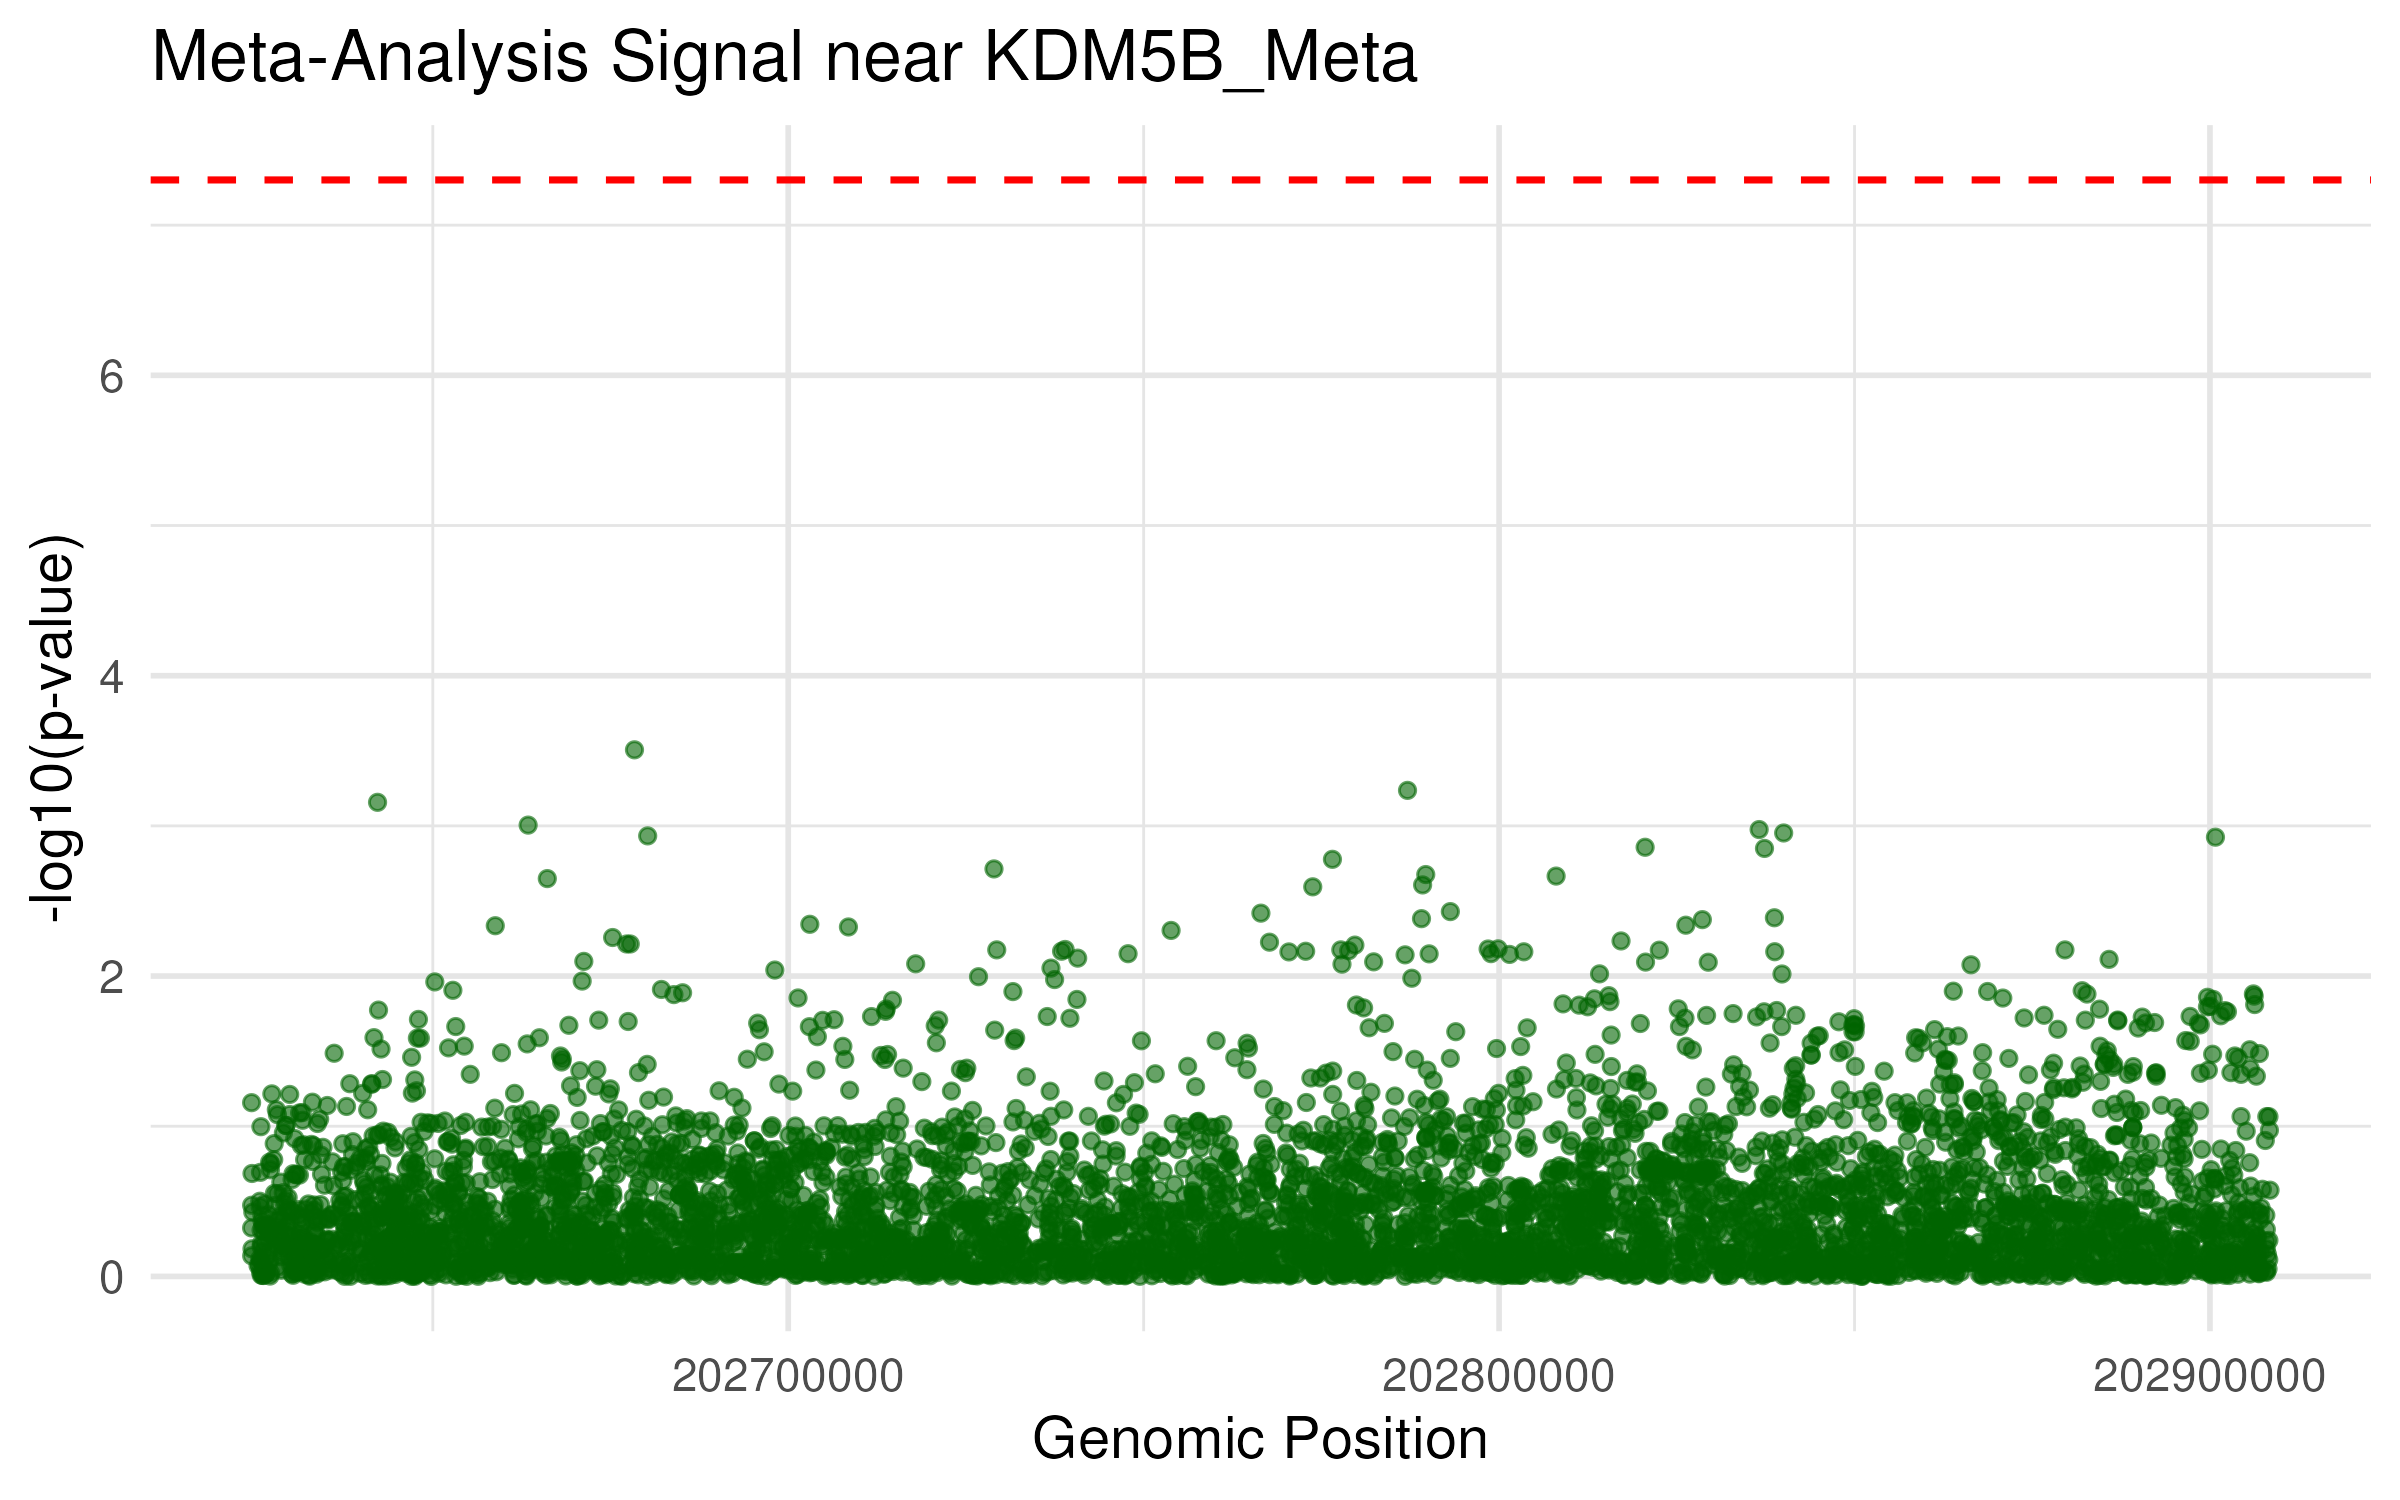 Meta-Analysis Signal near KDM5B_Meta
-log10(p-value)
6
4
2
0
202700000
202800000
202900000
Genomic Position